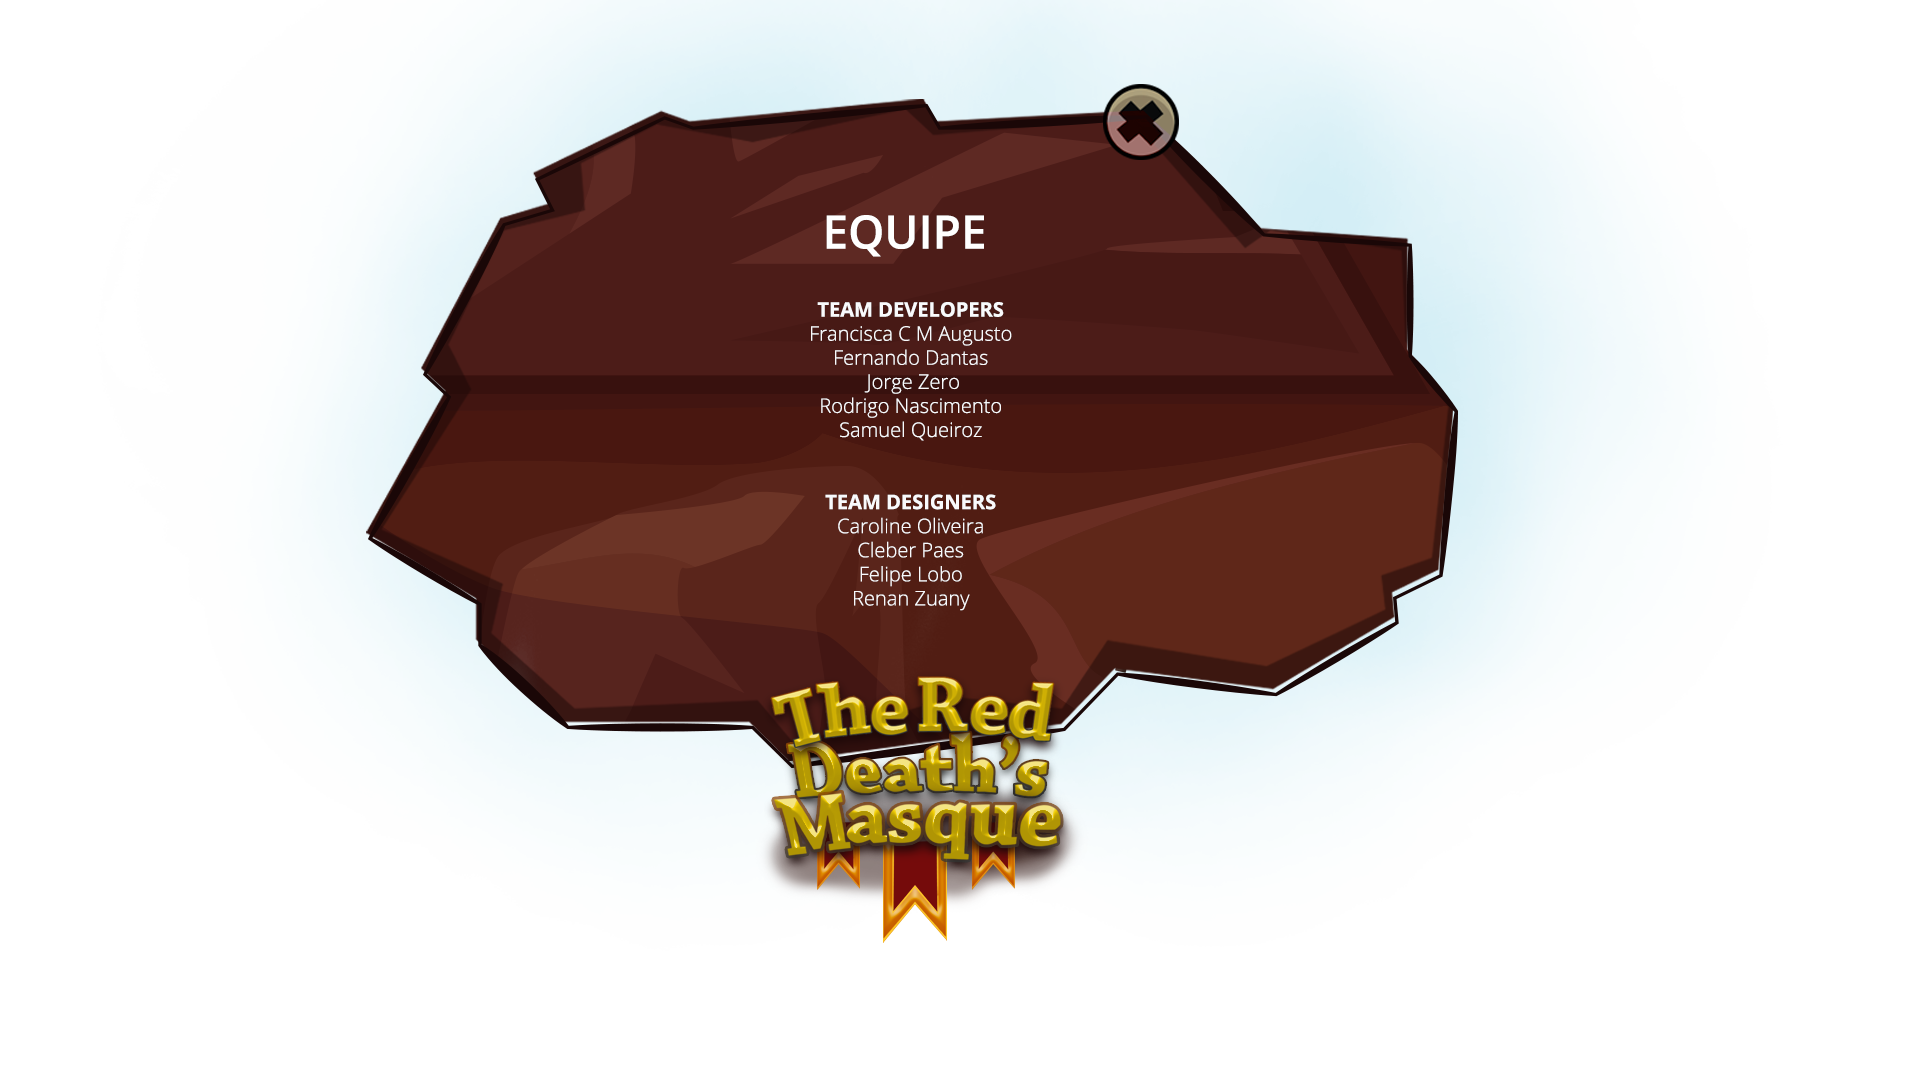 EQUIPE
TEAM DEVELOPERS
Francisca C M Augusto
Fernando Dantas
Jorge Zero
Rodrigo Nascimento
Samuel Queiroz
TEAM DESIGNERS
Caroline Oliveira
Cleber Paes
Felipe Lobo
Renan Zuany
The Red
Death's
Masque